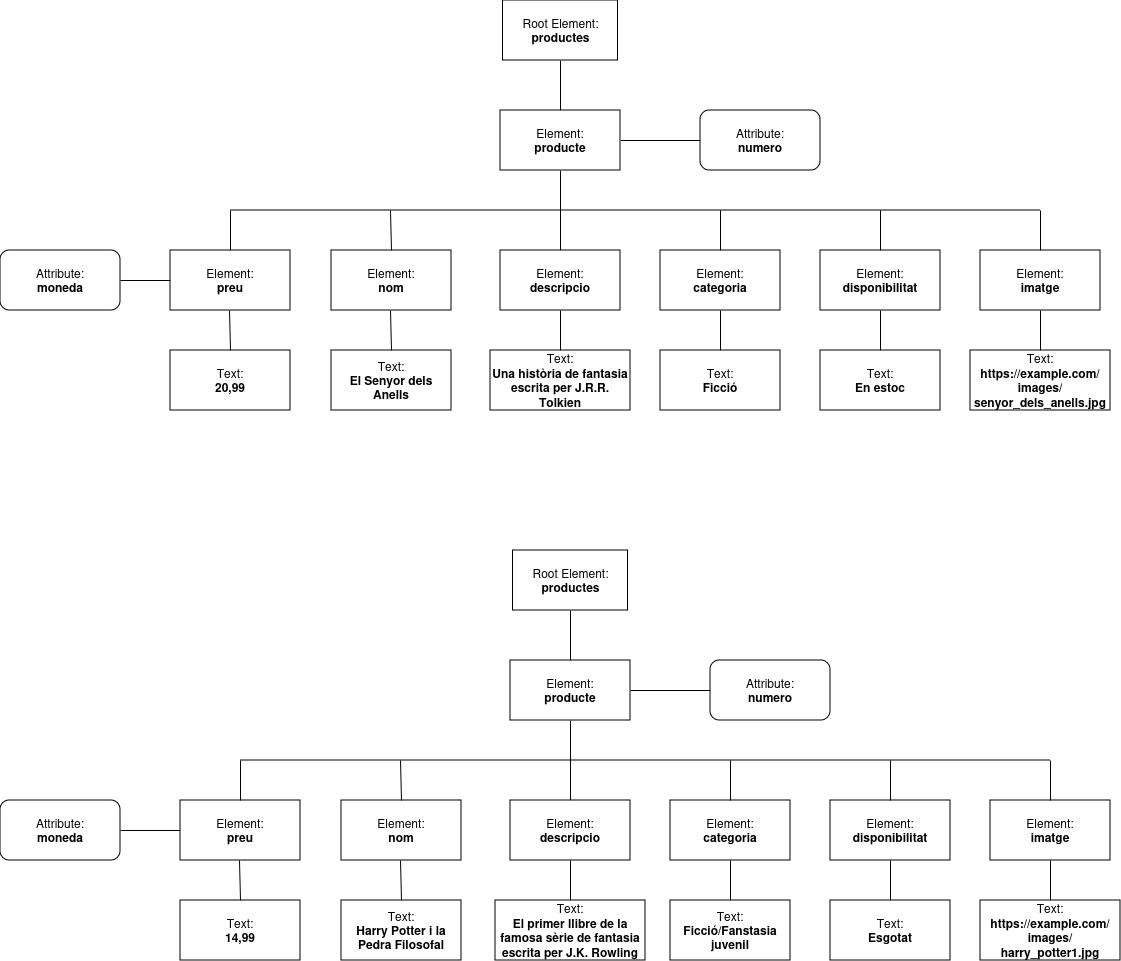 Root Element:
productes
Element:
producte
Attribute:
numero
Attribute:
moneda
Element:
preu
Element:
nom
Element:
descripcio
Element:
categoria
Element:
disponibilitat
Element:
imatge
Text:
20,99
Text:
El Senyor dels
Anells
Text:
Una història de fantasia
escrita per J.R.R.
Tolkien
Text:
Ficció
Text:
En estoc
Text:
https://example.com/
images/
senyor_dels_anells.jpg
Root Element:
productes
Element:
producte
Attribute:
numero
Attribute:
moneda
Element:
preu
Element:
nom
Element:
descripcio
Element:
categoria
Element:
disponibilitat
Element:
imatge
Text:
14,99
Text:
Harry Potter i la
Pedra Filosofal
Text:
El primer llibre de la
famosa sèrie de fantasia
escrita per J.K. Rowling
Text:
Ficció/Fanstasia
juvenil
Text:
Esgotat
Text:
https://example.com/
images/
harry_potter1.jpg